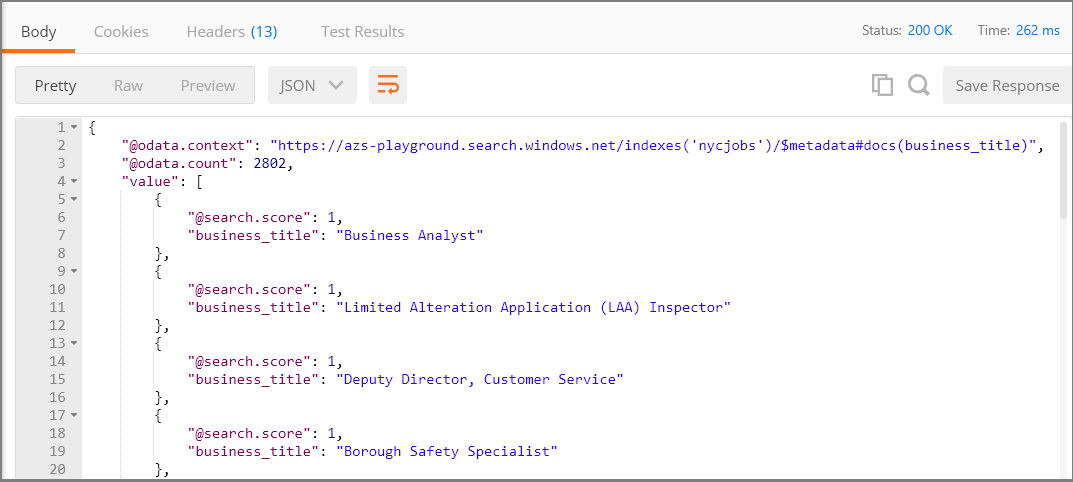 Body Cookies Headers (13) Test Results Status: 200 OK Time: 262 ms
Pretty Raw Preview JSON Save Response
1 {
2 "@odata.context": "https://azs-playground.search.windows.net/indexes('nycjobs')/$metadata#docs(business_title)",
3 "@odata.count": 2802,
4 "value": [
5 {
6 "@search.score": 1,
7 "business_title": "Business Analyst"
8 },
9 {
10 "@search.score": 1,
11 "business_title": "Limited Alteration Application (LAA) Inspector"
12 },
13 {
14 "@search.score": 1,
15 "business_title": "Deputy Director, Customer Service"
16 },
17 {
18 "@search.score": 1,
19 "business_title": "Borough Safety Specialist"
20 },